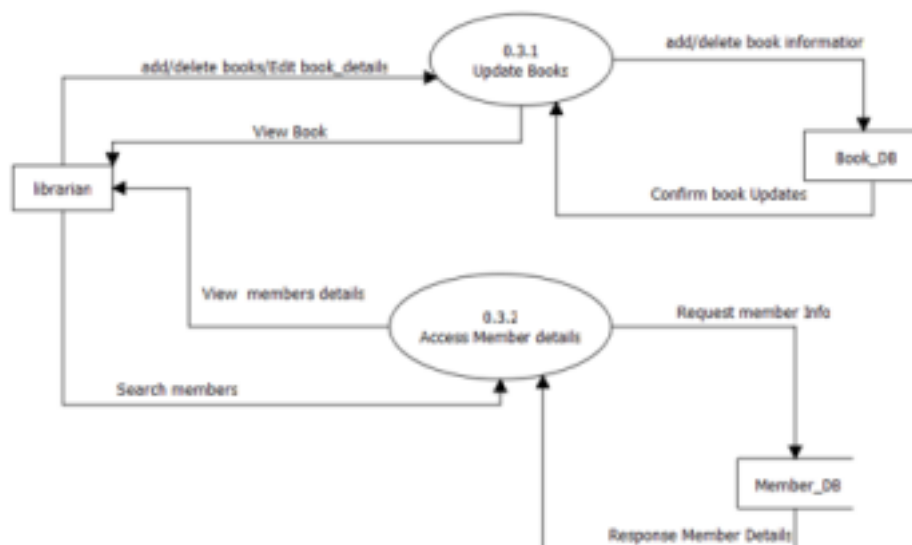 0.3.1
Update Books
add/delete book information
add/delete books/Edit book_details
View Book
librarian
Book_DB
Confirm book Updates
View members details
0.3.2
Access Member details
Request member Info
Search members
Member_DB
Response Member Details